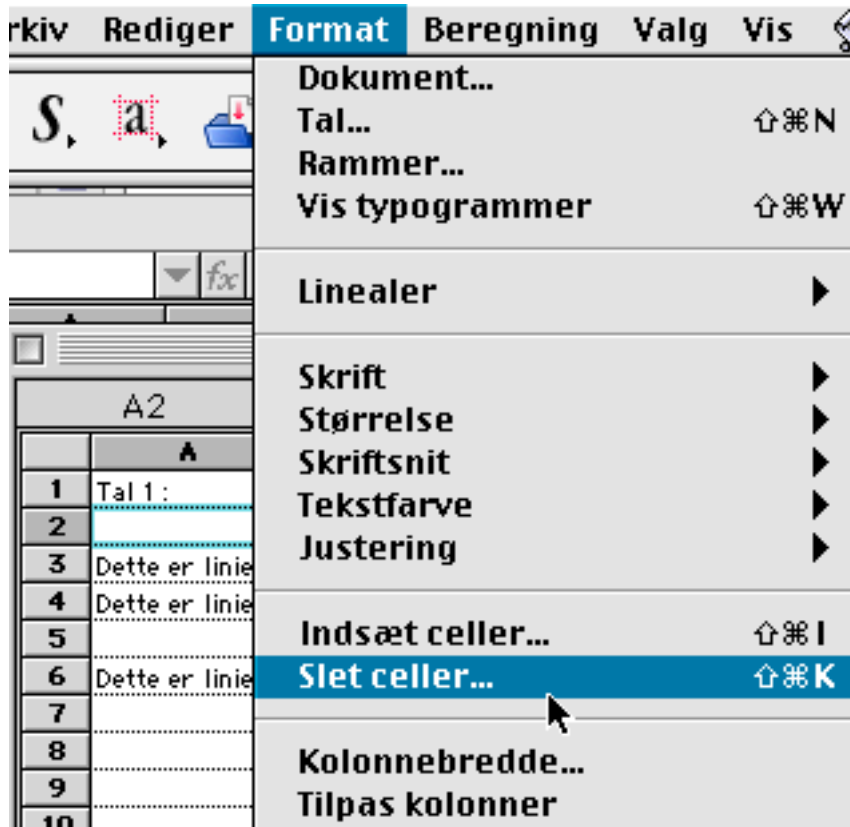 rkiv Rediger Format Beregning Valg Vis
S a
Dokument...
Tal... ⇧⌘N
Rammer...
Vis typogrammer ⇧⌘W
fx
Linealer
Skrift
A2 Størrelse
A Skriftsnit
1 Tal 1 : Tekstfarve
2
Justering
3 Dette er linie
4 Dette er linie
5 Indsæt celler... ⇧⌘I
6 Dette er linie Slet celler... ⇧⌘K
7
8 Kolonnebredde...
9
10 Tilpas kolonner